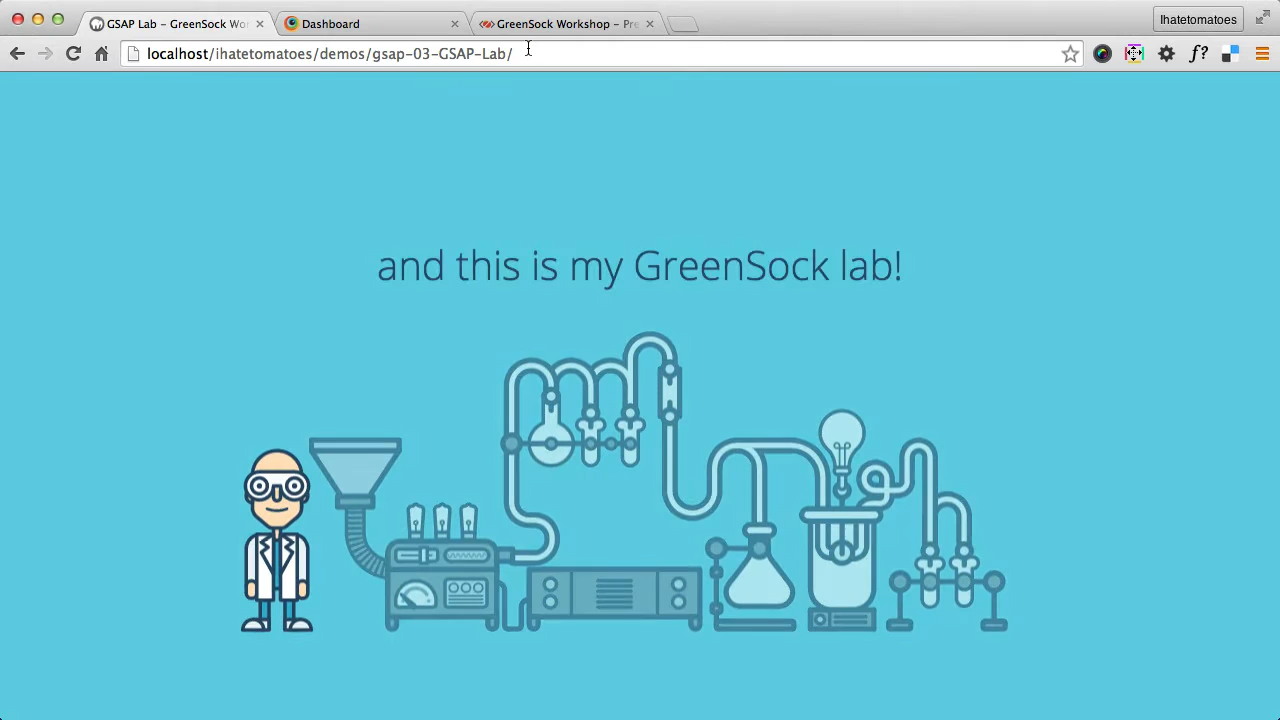 GSAP Lab – GreenSock Wor
Dashboard
GreenSock Workshop – Pre
Ihatetomatoes
localhost/ihatetomatoes/demos/gsap-03-GSAP-Lab/
f?
and this is my GreenSock lab!